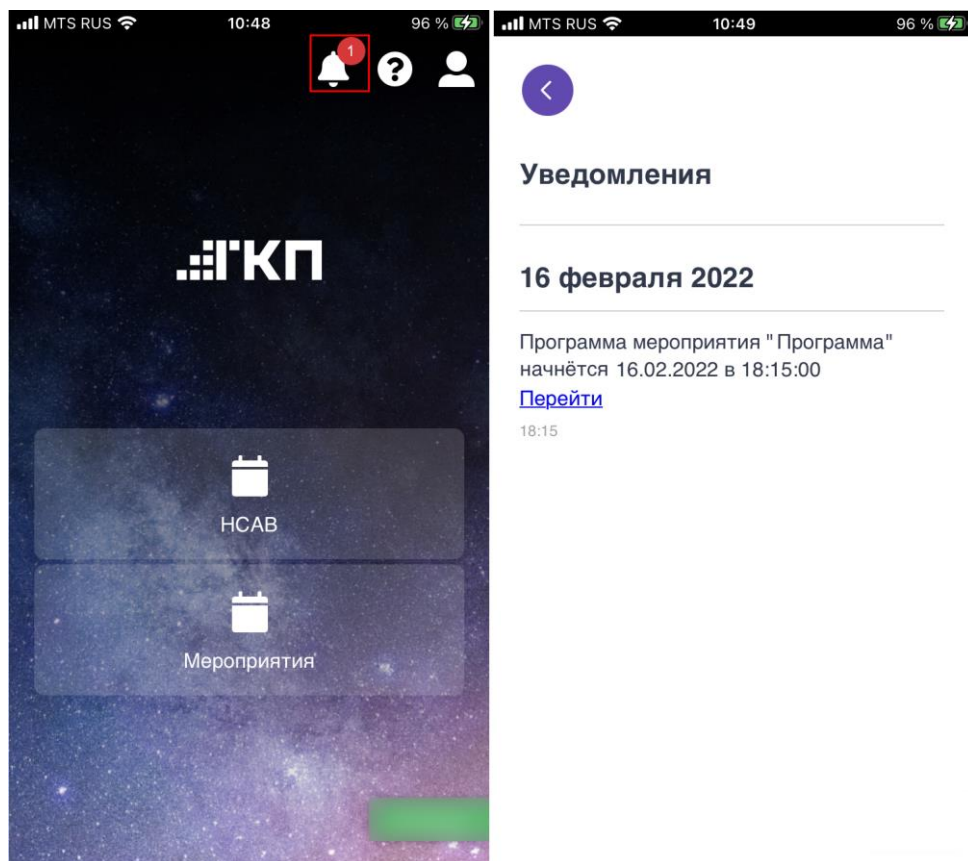 MTS RUS 10:48 96 %
1
?
ГКП
НСАВ
Мероприятия
MTS RUS 10:49 96 %
Уведомления
16 февраля 2022
Программа мероприятия "Программа"
начнётся 16.02.2022 в 18:15:00
Перейти
18:15